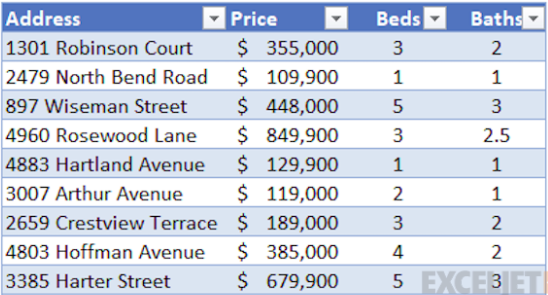 Address Price Beds Baths
1301 Robinson Court $ 355,000 3 2
2479 North Bend Road $ 109,900 1 1
897 Wiseman Street $ 448,000 5 3
4960 Rosewood Lane $ 849,900 3 2.5
4883 Hartland Avenue $ 129,900 1 1
3007 Arthur Avenue $ 119,000 2 1
2659 Crestview Terrace $ 189,000 3 2
4803 Hoffman Avenue $ 385,000 4 2
3385 Harter Street $ 679,900 5 3
EXCELJET